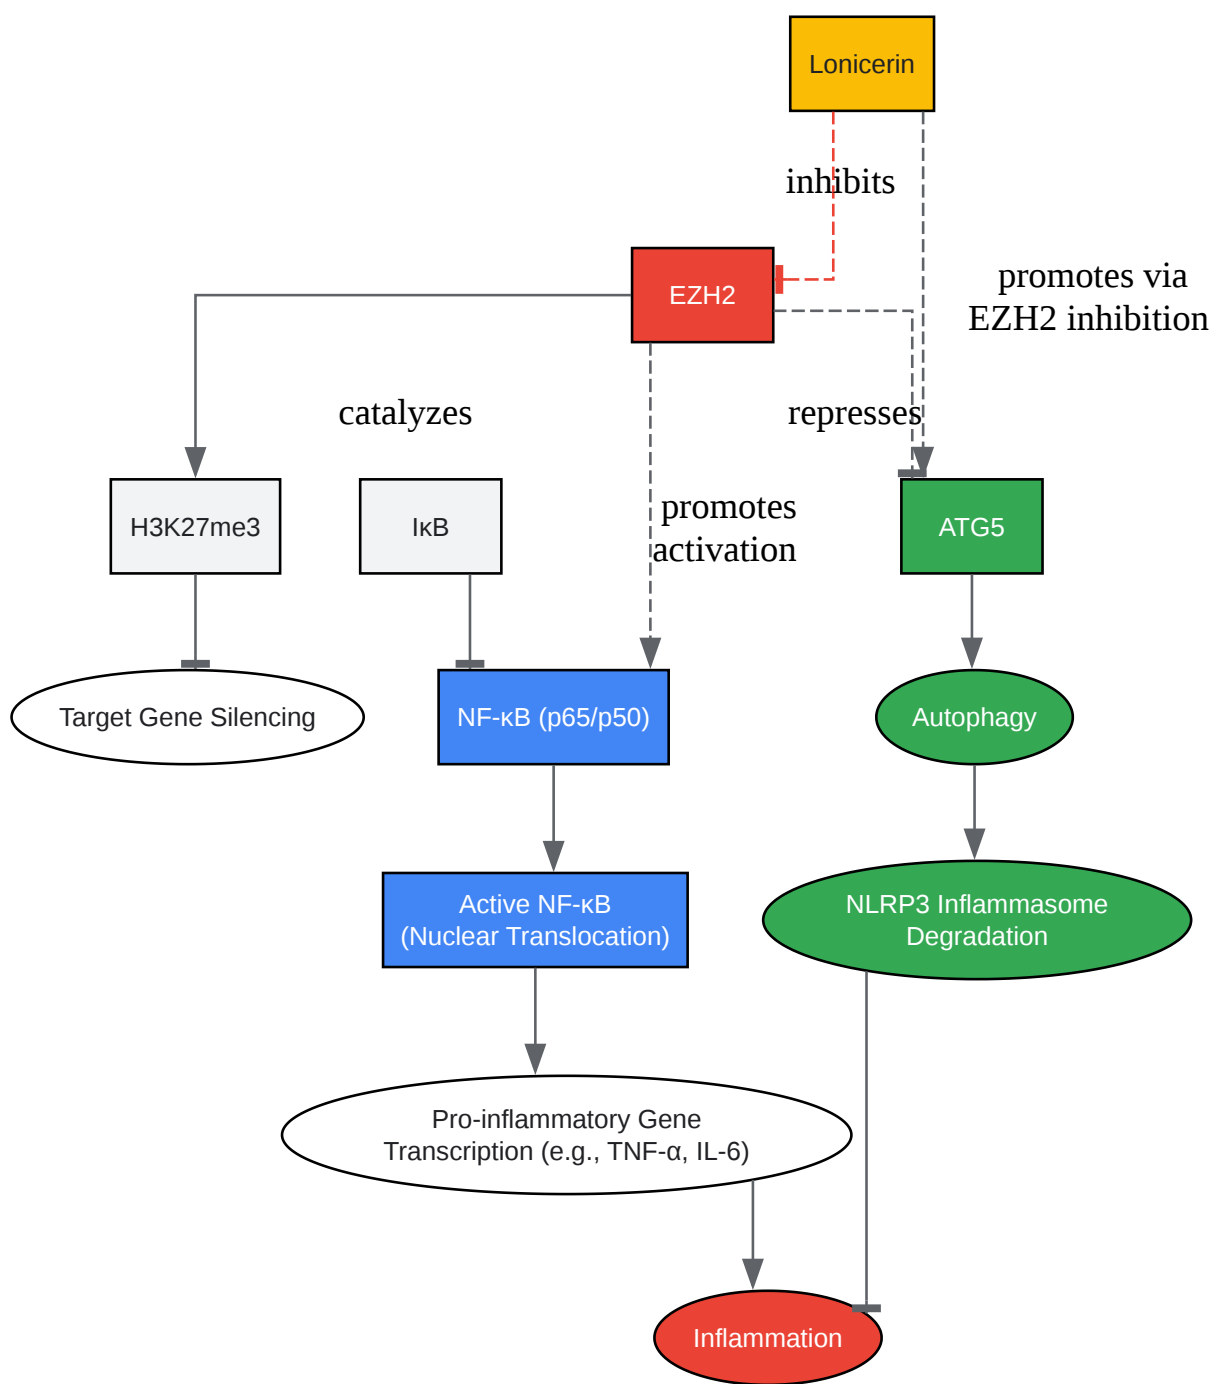 Lonicerin
inhibits
EZH2
promotes via
EZH2 inhibition
catalyzes
represses
H3K27me3
IκB
promotes
activation
ATG5
Target Gene Silencing
NF-κB (p65/p50)
Autophagy
Active NF-κB
(Nuclear Translocation)
NLRP3 Inflammasome
Degradation
Pro-inflammatory Gene
Transcription (e.g., TNF-α, IL-6)
Inflammation